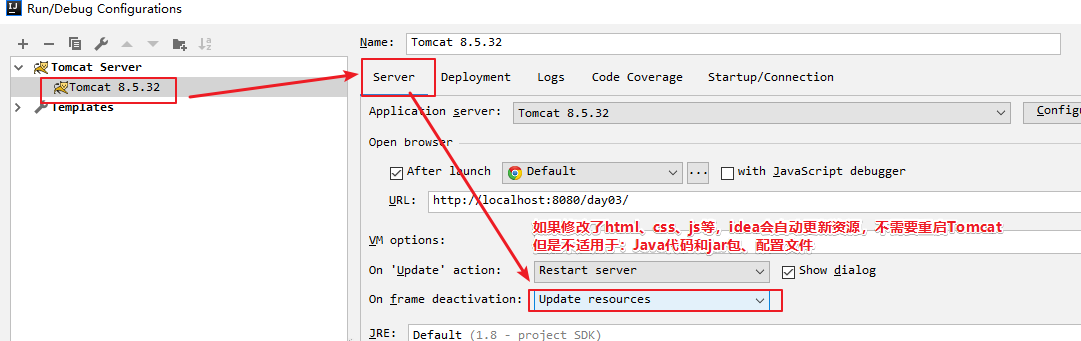 Run/Debug Configurations
Name: Tomcat 8.5.32
Tomcat Server
Tomcat 8.5.32
Templates
Server Deployment Logs Code Coverage Startup/Connection
Application server: Tomcat 8.5.32
Open browser
After launch Default ... with JavaScript debugger
URL: http://localhost:8080/day03/
如果修改了html、css、js等，idea会自动更新资源，不需要重启Tomcat
但是不适用于：Java代码和jar包、配置文件
VM options:
On 'Update' action: Restart server Show dialog
On frame deactivation: Update resources
JRE: Default (1.8 - project SDK)